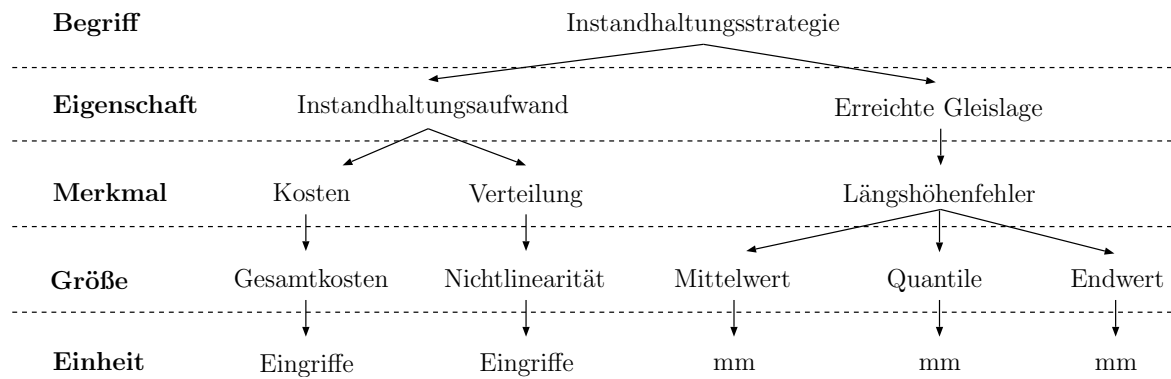 Begriff Instandhaltungsstrategie
Eigenschaft Instandhaltungsaufwand Erreichte Gleislage
Merkmal Kosten Verteilung Längshöhenfehler
Größe Gesamtkosten Nichtlinearität Mittelwert Quantile Endwert
Einheit Eingriffe Eingriffe mm mm mm